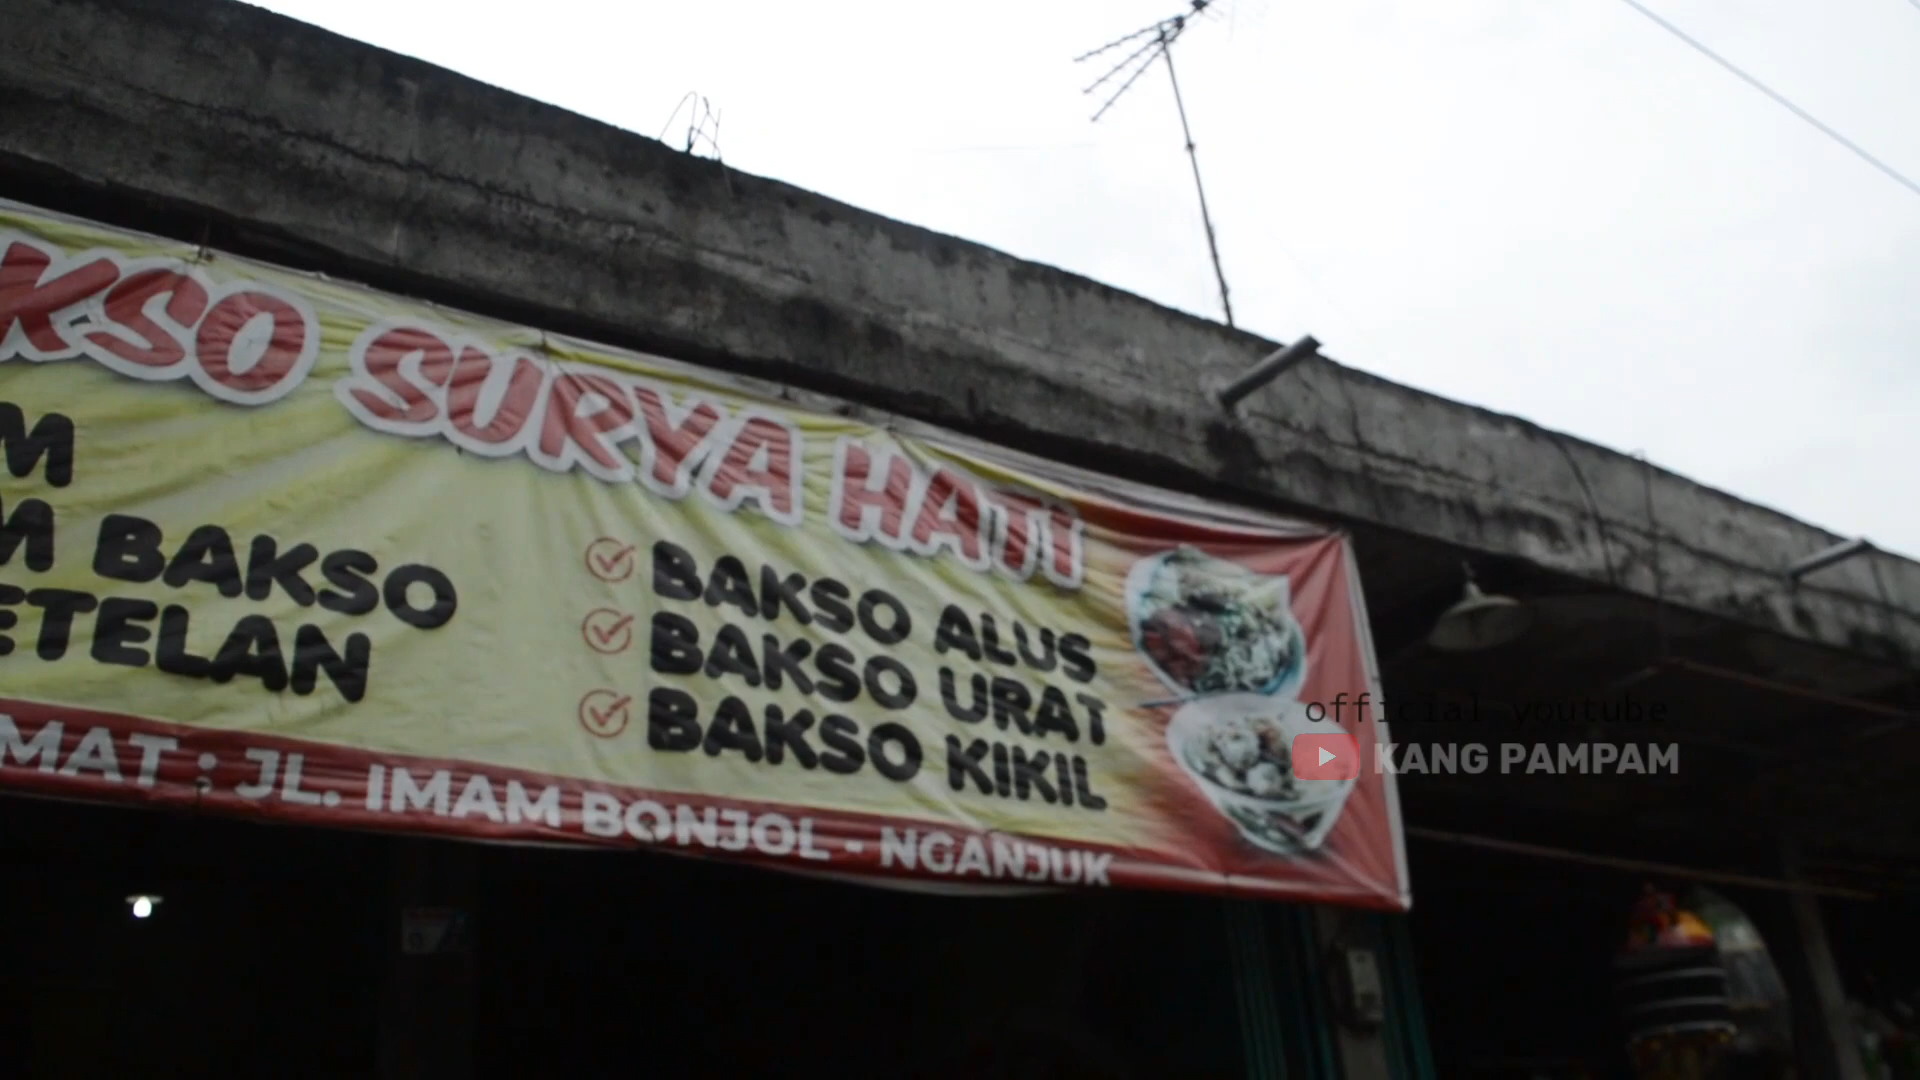 KSO SURYA HATI
M
M BAKSO
ETELAN
BAKSO ALUS
BAKSO URAT
BAKSO KIKIL
MAT : JL. IMAM BONJOL - NGANJUK
official youtube
KANG PAMPAM